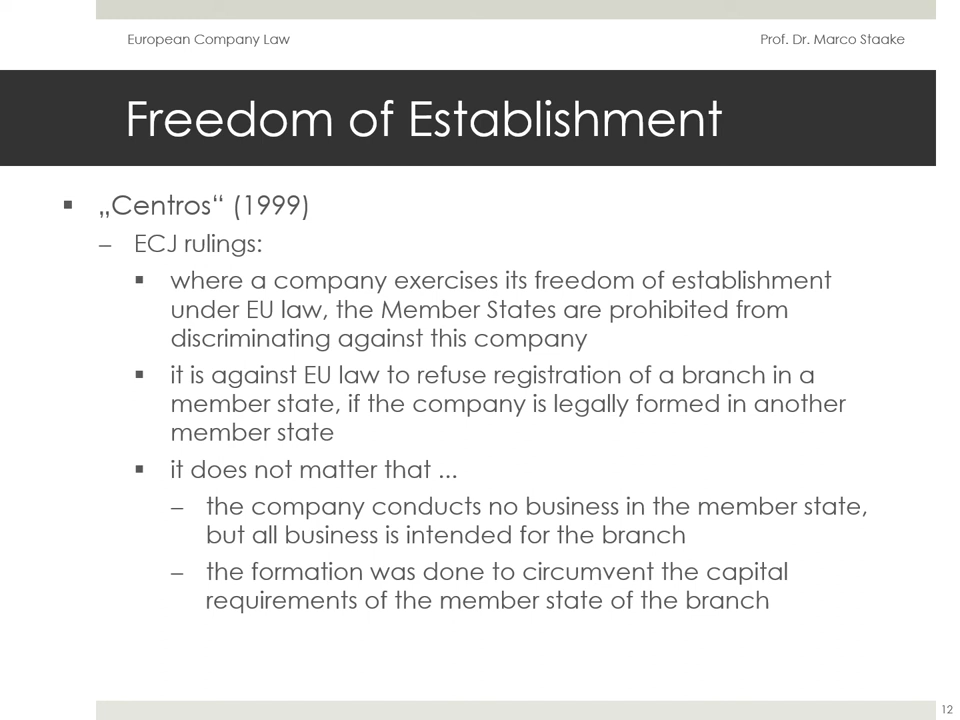 European Company Law
Prof. Dr. Marco Staake
Freedom of Establishment
▪ „Centros“ (1999)
– ECJ rulings:
▪ where a company exercises its freedom of establishment
under EU law, the Member States are prohibited from
discriminating against this company
▪ it is against EU law to refuse registration of a branch in a
member state, if the company is legally formed in another
member state
▪ it does not matter that ...
– the company conducts no business in the member state,
but all business is intended for the branch
– the formation was done to circumvent the capital
requirements of the member state of the branch
12